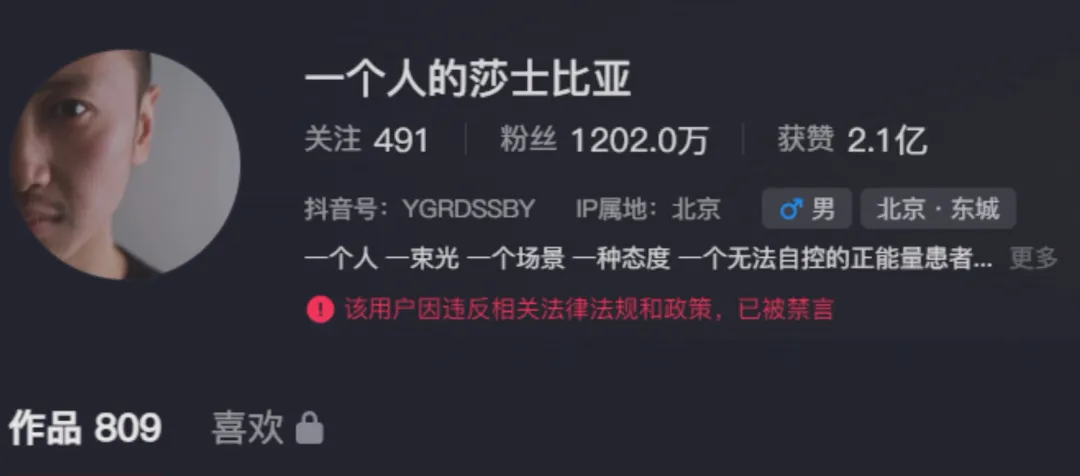 一个人的莎士比亚
关注 491 粉丝 1202.0万 获赞 2.1亿
抖音号：YGRDSSBY IP属地：北京 男 北京·东城
一个人 一束光 一个场景 一种态度 一个无法自控的正能量患者... 更多
该用户因违反相关法律法规和政策，已被禁言
作品 809 喜欢